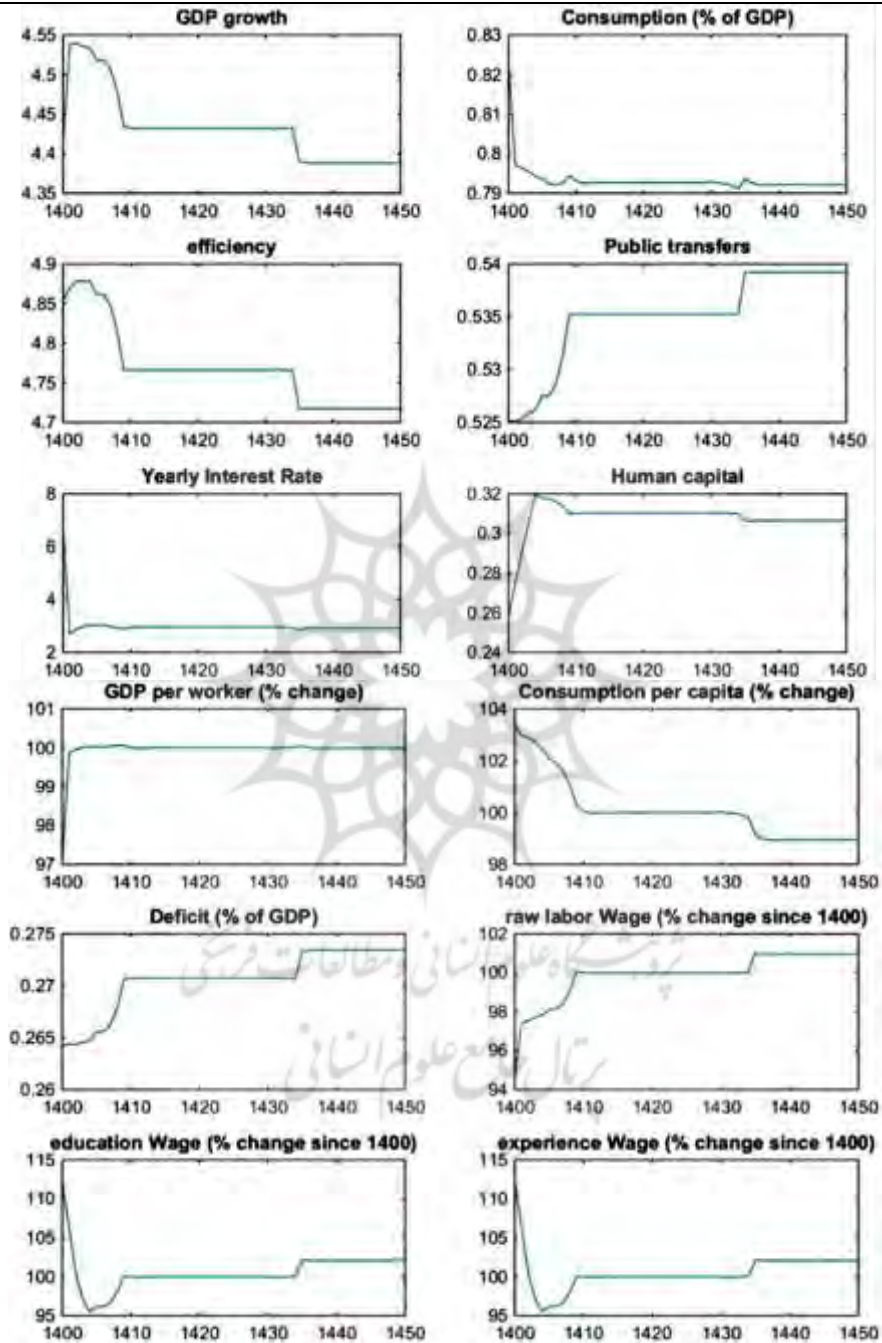 GDP growth
4.55
4.5
4.45
4.4
4.35
1400 1410 1420 1430 1440 1450
Consumption (% of GDP)
0.83
0.82
0.81
0.8
0.79
1400 1410 1420 1430 1440 1450
efficiency
4.9
4.85
4.8
4.75
4.7
1400 1410 1420 1430 1440 1450
Public transfers
0.54
0.535
0.53
0.525
1400 1410 1420 1430 1440 1450
Yearly Interest Rate
8
6
4
2
1400 1410 1420 1430 1440 1450
Human capital
0.32
0.3
0.28
0.26
0.24
1400 1410 1420 1430 1440 1450
GDP per worker (% change)
101
100
99
98
97
1400 1410 1420 1430 1440 1450
Consumption per capita (% change)
104
102
100
98
1400 1410 1420 1430 1440 1450
Deficit (% of GDP)
0.275
0.27
0.265
0.26
1400 1410 1420 1430 1440 1450
raw labor Wage (% change since 1400)
102
100
98
96
94
1400 1410 1420 1430 1440 1450
پژوهشگاه علوم انسانی و مطالعات فرهنگی
پرتال جامع علوم انسانی
education Wage (% change since 1400)
115
110
105
100
95
1400 1410 1420 1430 1440 1450
experience Wage (% change since 1400)
115
110
105
100
95
1400 1410 1420 1430 1440 1450